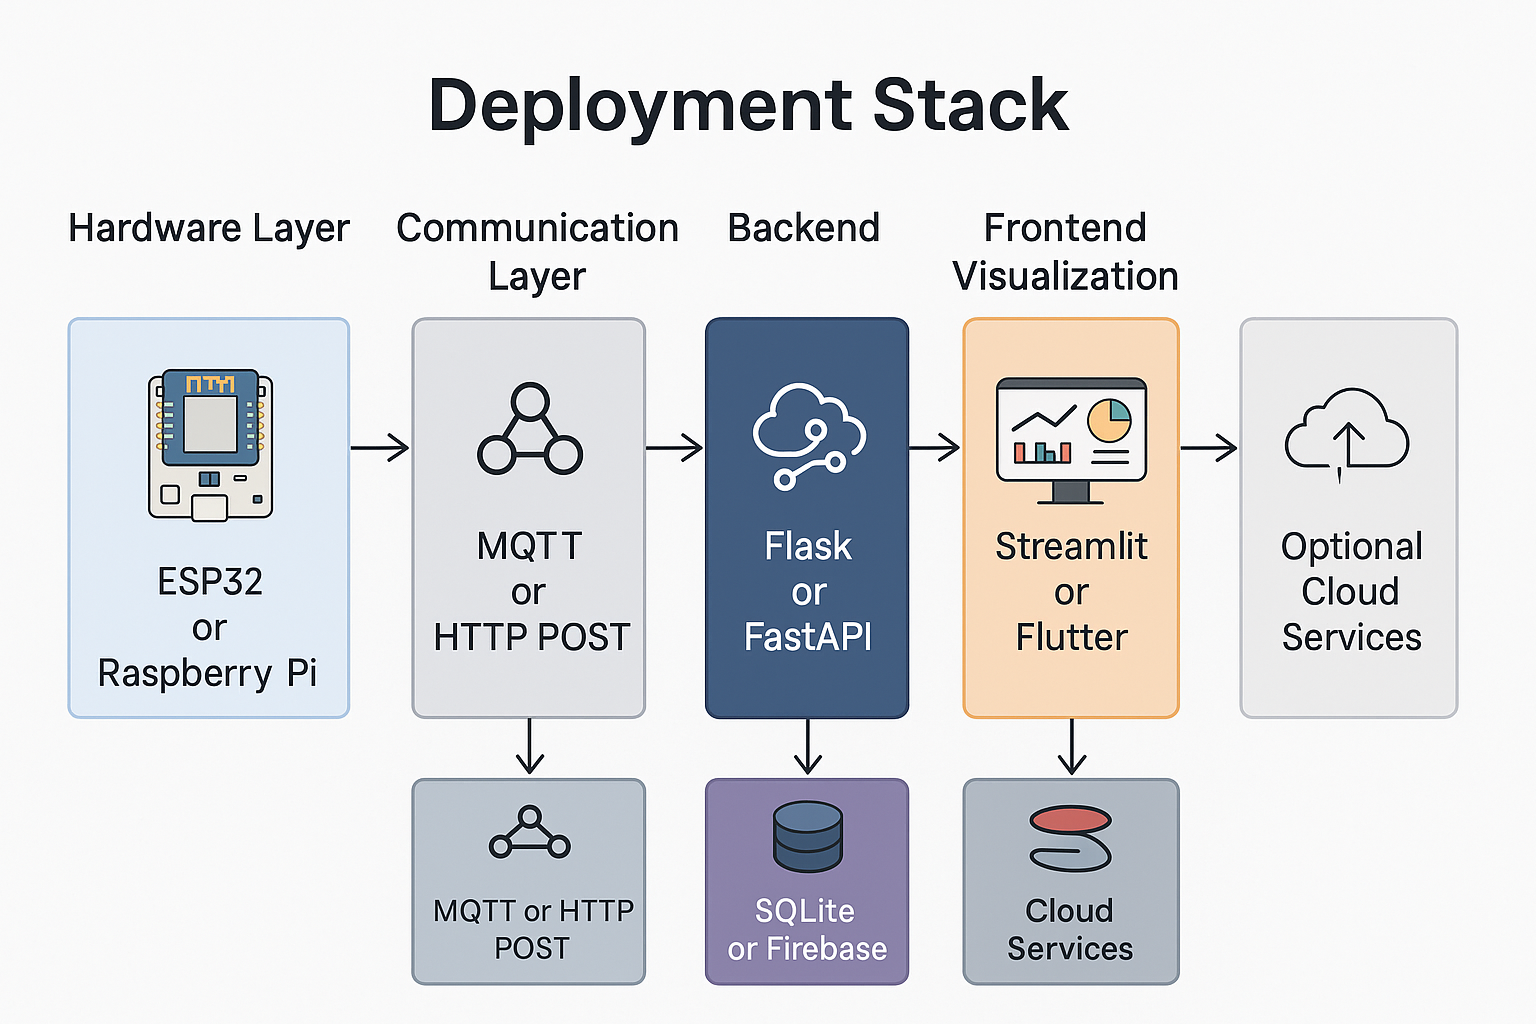 Deployment Stack
Hardware Layer
Communication
Layer
Backend
Frontend
Visualization
ESP32
or
Raspberry Pi
MQTT
or
HTTP POST
Flask
or
FastAPI
Streamlit
or
Flutter
Optional
Cloud
Services
MQTT or HTTP
POST
SQLite
or Firebase
Cloud
Services